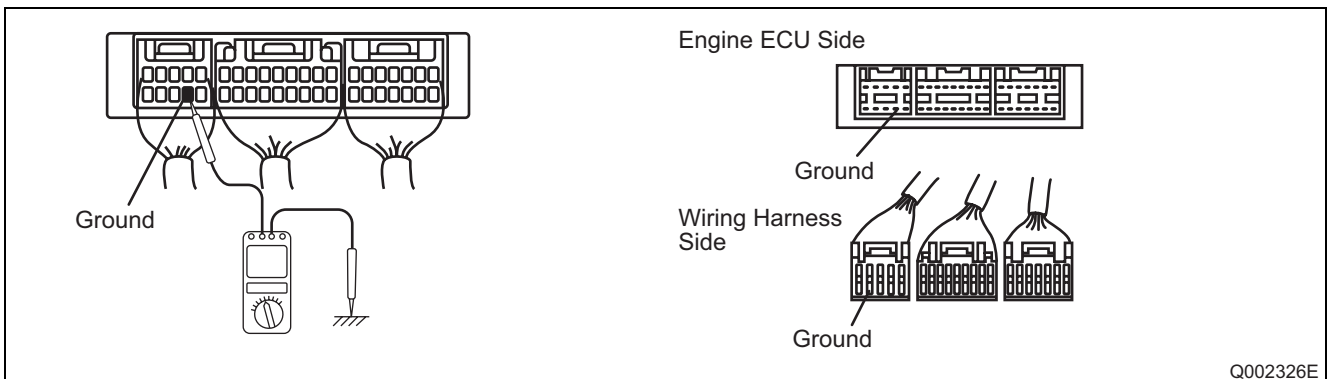 Ground
Engine ECU Side
Ground
Wiring Harness
Side
Ground
Q002326E